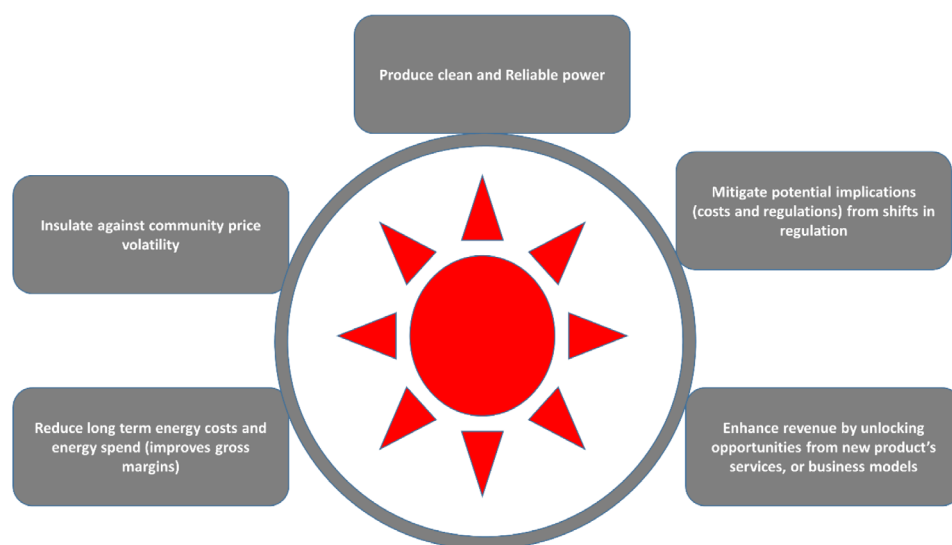 Produce clean and Reliable power
Insulate against community price
volatility
Mitigate potential implications
(costs and regulations) from shifts in
regulation
Reduce long term energy costs and
energy spend (improves gross
margins)
Enhance revenue by unlocking
opportunities from new product's
services, or business models